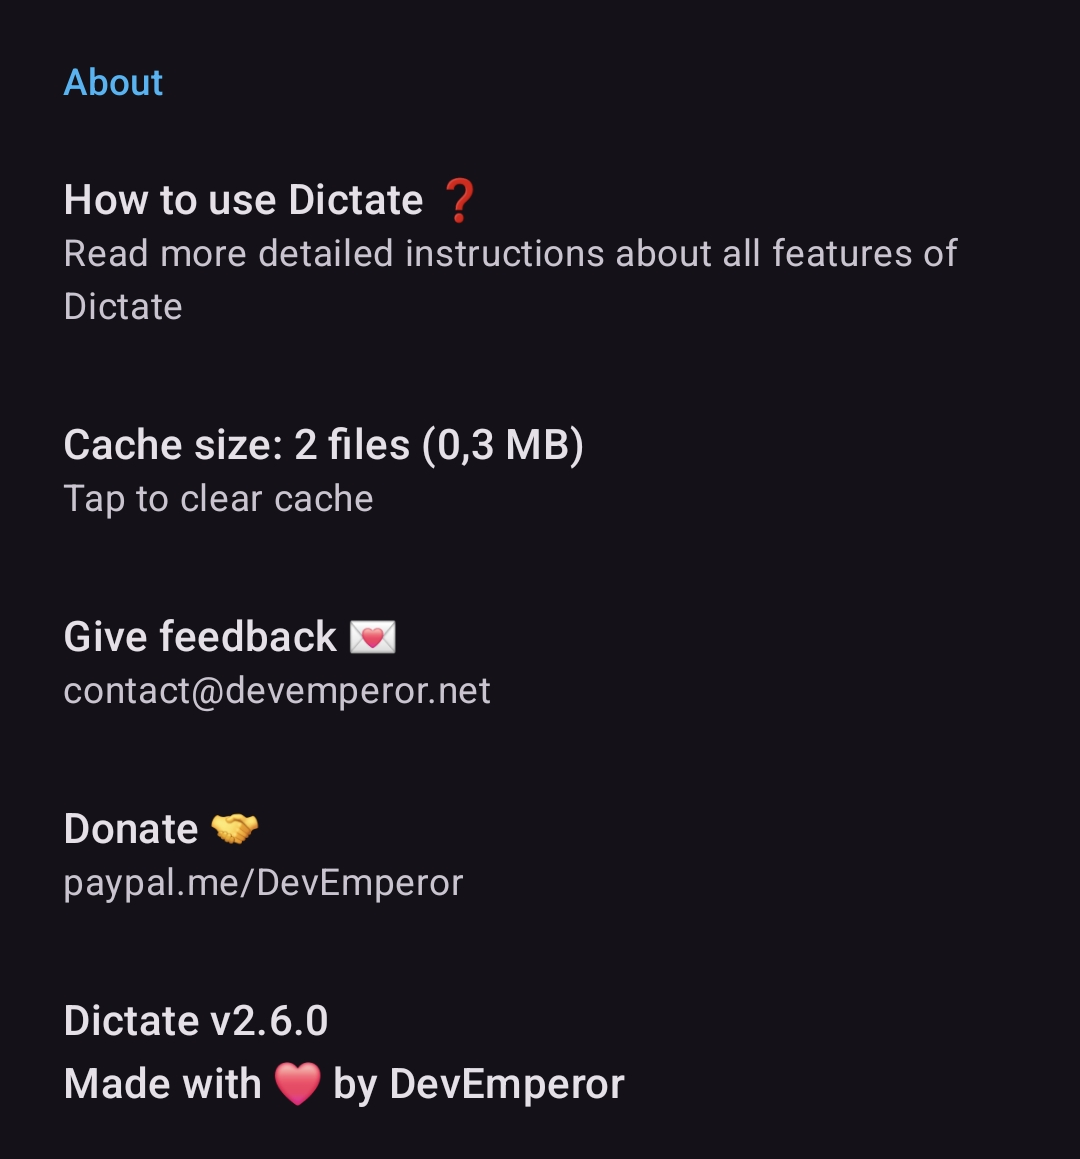 About
How to use Dictate ❓
Read more detailed instructions about all features of
Dictate
Cache size: 2 files (0,3 MB)
Tap to clear cache
Give feedback 💌
contact@devemperor.net
Donate 🤝
paypal.me/DevEmperor
Dictate v2.6.0
Made with ❤️ by DevEmperor